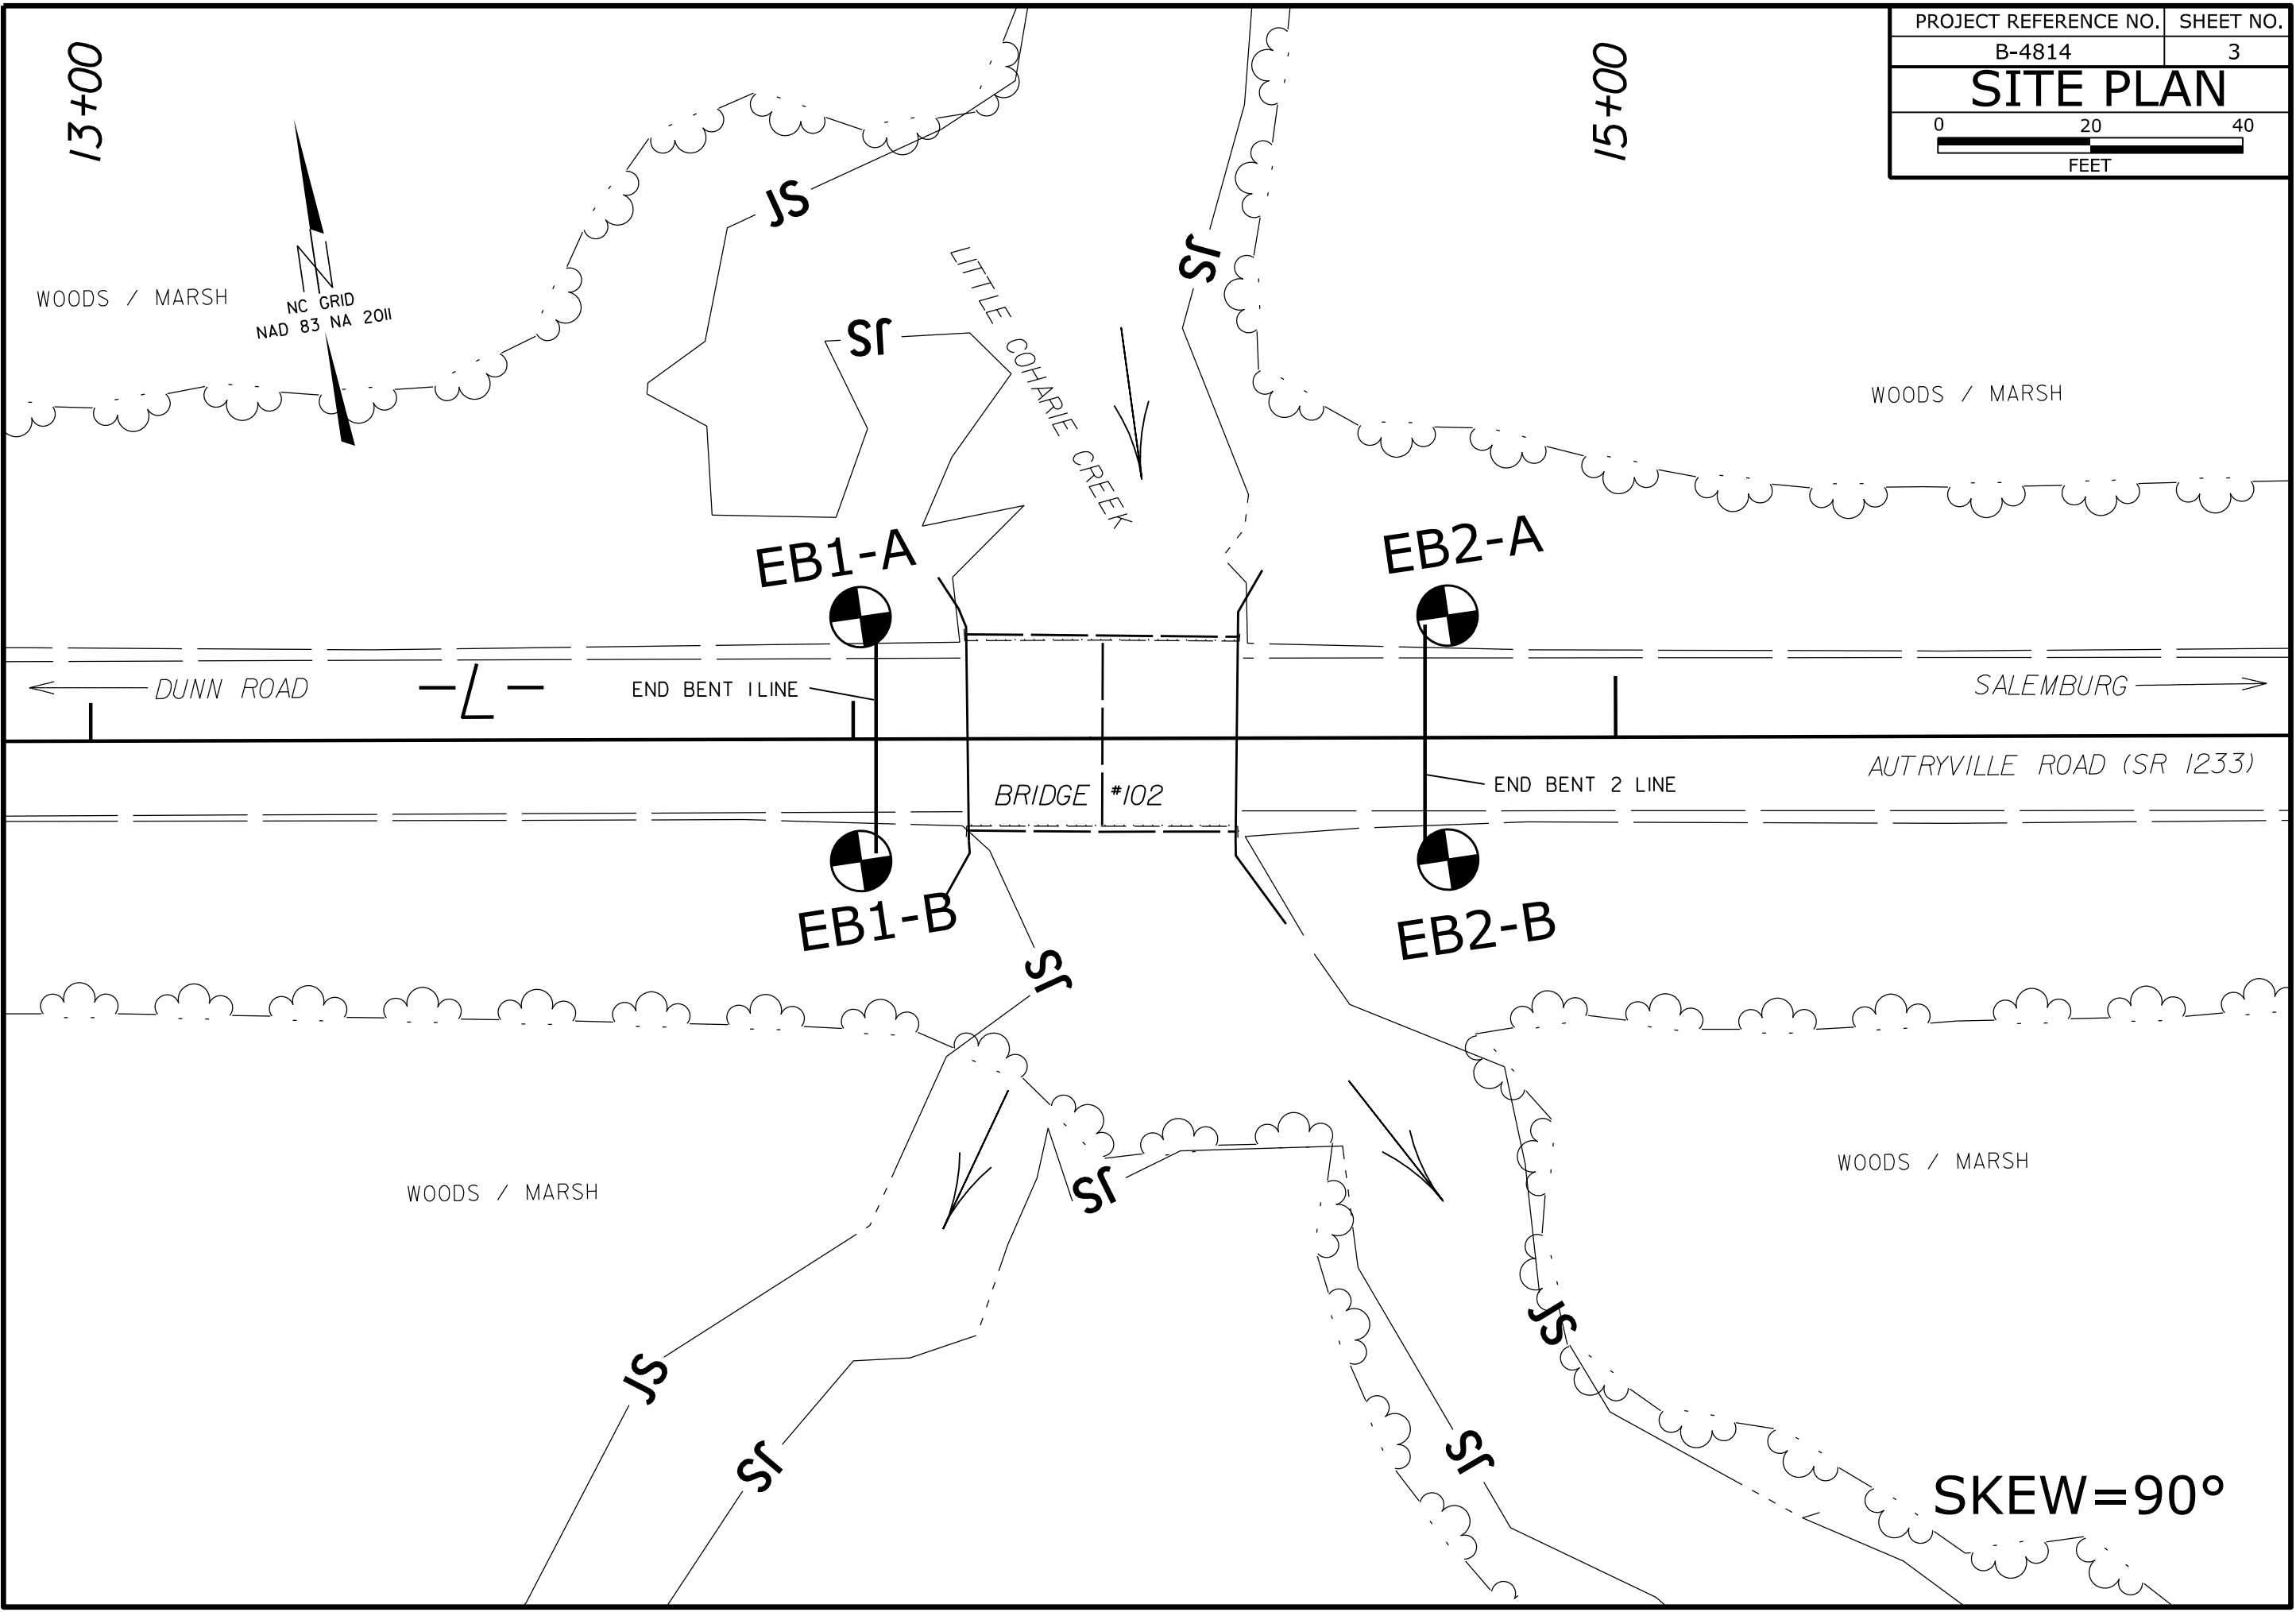 PROJECT REFERENCE NO. SHEET NO.
B-4814 3
SITE PLAN
0 20 40
FEET
13+00
15+00
JS
JS
JS
LITTLE COHARIE CREEK
WOODS / MARSH
NC GRID
NAD 83 NA 2011
WOODS / MARSH
EB1-A
EB2-A
DUNN ROAD
-L-
END BENT 1 LINE
SALEMBURG
AUTRYVILLE ROAD (SR 1233)
BRIDGE #102
END BENT 2 LINE
EB1-B
EB2-B
JS
WOODS / MARSH
JS
WOODS / MARSH
JS
JS
JS
JS
SKEW=90°